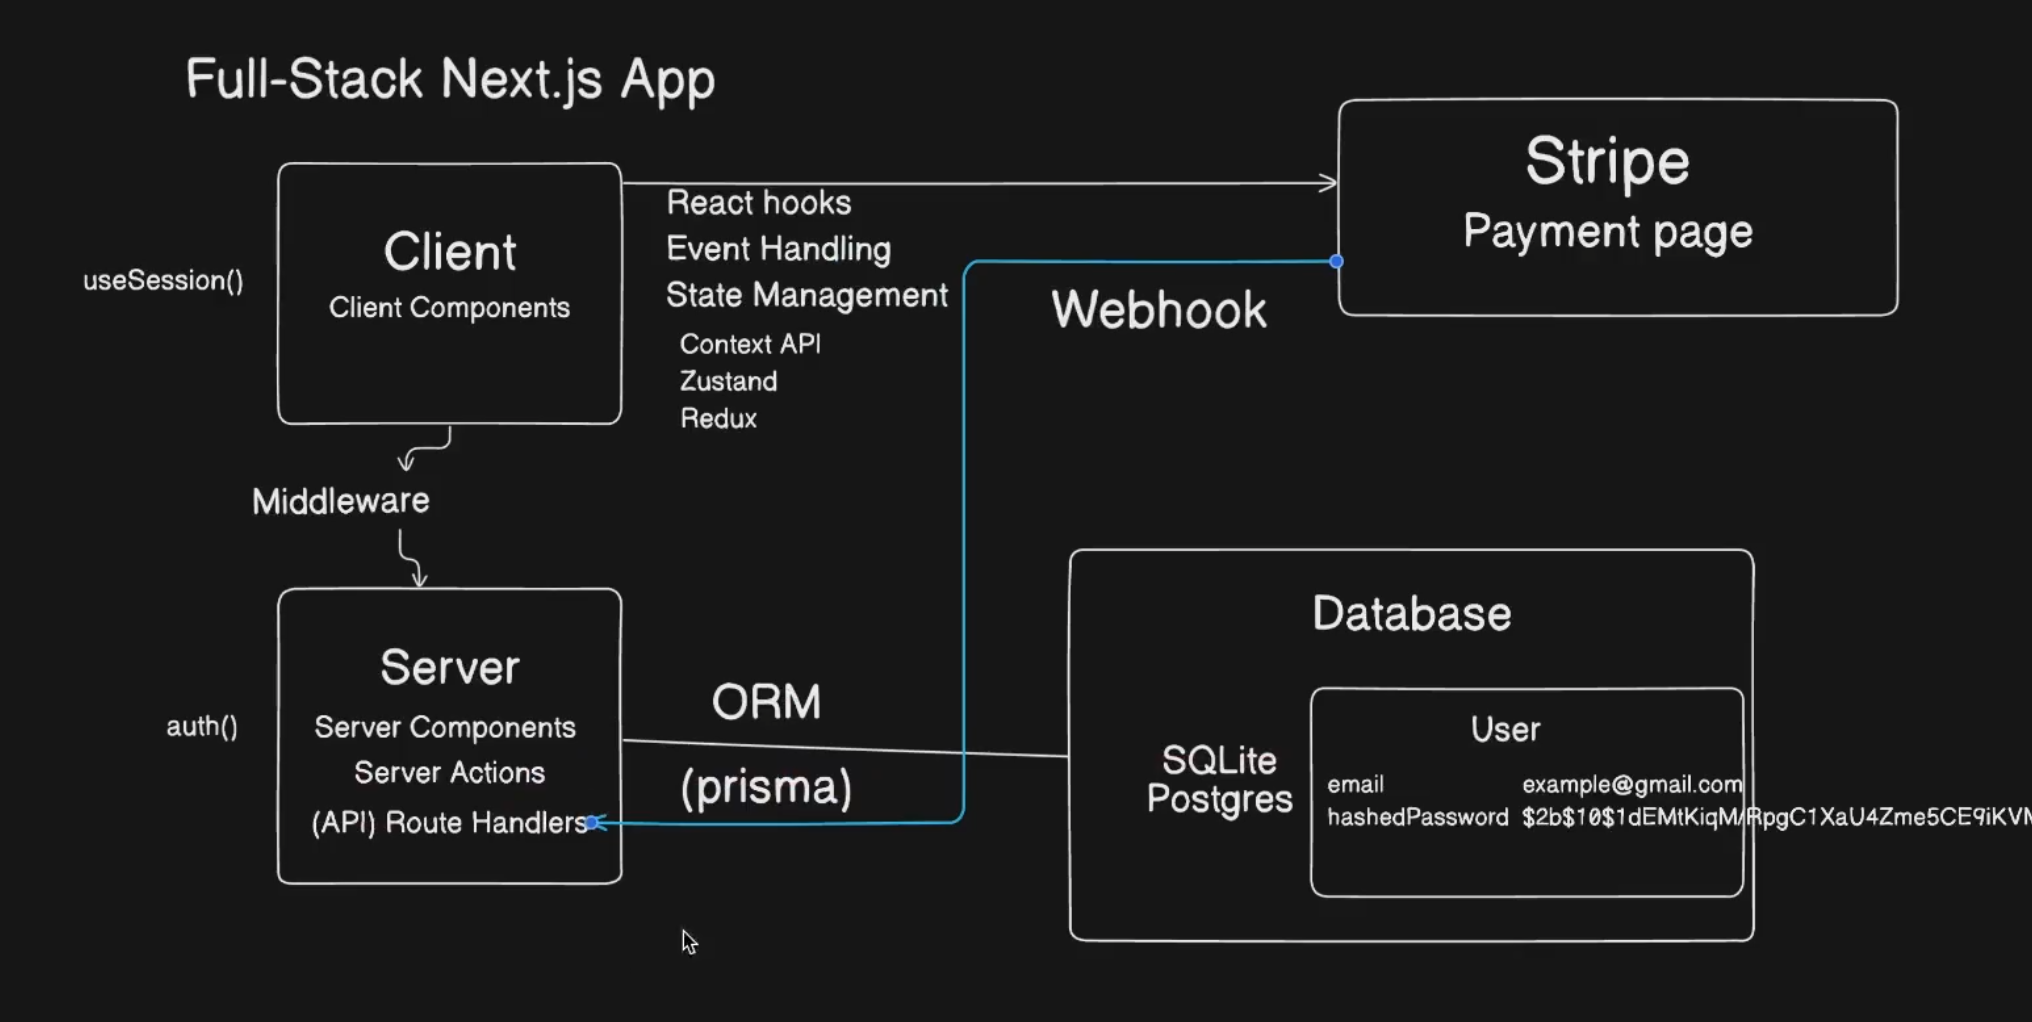 Full-Stack Next.js App
Client
Client Components
useSession()
React hooks
Event Handling
State Management
Context API
Zustand
Redux
Stripe
Payment page
Webhook
Middleware
Server
Server Components
Server Actions
(API) Route Handlers
auth()
ORM
(prisma)
Database
SQLite
Postgres
User
email example@gmail.com
hashedPassword $2b$10$1dEMtKiqM/RpgC1XaU4Zme5CE9iKVM